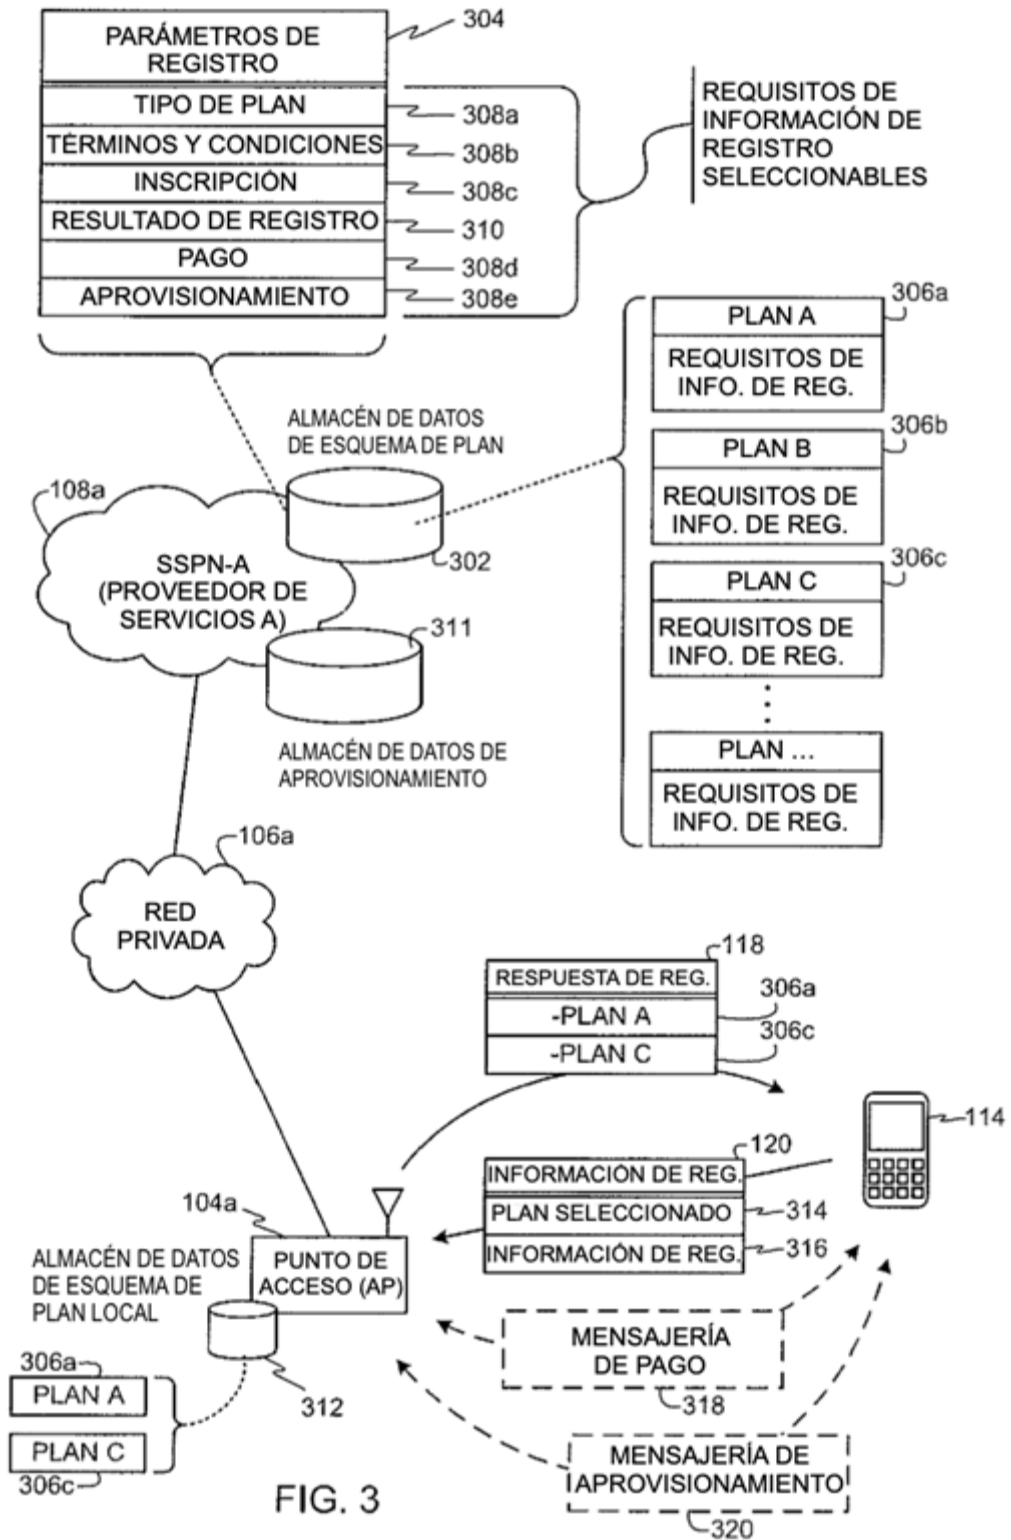 304
PARÁMETROS DE
REGISTRO
TIPO DE PLAN
308a
TÉRMINOS Y CONDICIONES
308b
INSCRIPCIÓN
308c
RESULTADO DE REGISTRO
310
PAGO
308d
APROVISIONAMIENTO
308e
REQUISITOS DE
INFORMACIÓN DE
REGISTRO
SELECCIONABLES
306a
PLAN A
REQUISITOS DE
INFO. DE REG.
306b
PLAN B
REQUISITOS DE
INFO. DE REG.
306c
PLAN C
REQUISITOS DE
INFO. DE REG.
PLAN ...
REQUISITOS DE
INFO. DE REG.
ALMACÉN DE DATOS
DE ESQUEMA DE PLAN
108a
302
SSPN-A
(PROVEEDOR DE
SERVICIOS A)
311
ALMACÉN DE DATOS DE
APROVISIONAMIENTO
106a
RED
PRIVADA
118
RESPUESTA DE REG.
306a
-PLAN A
306c
-PLAN C
114
120
INFORMACIÓN DE REG.
PLAN SELECCIONADO
314
INFORMACIÓN DE REG.
316
104a
PUNTO DE
ACCESO (AP)
ALMACÉN DE DATOS
DE ESQUEMA DE
PLAN LOCAL
312
306a
PLAN A
PLAN C
306c
MENSAJERÍA
DE PAGO
318
MENSAJERÍA DE
APROVISIONAMIENTO
320
FIG. 3